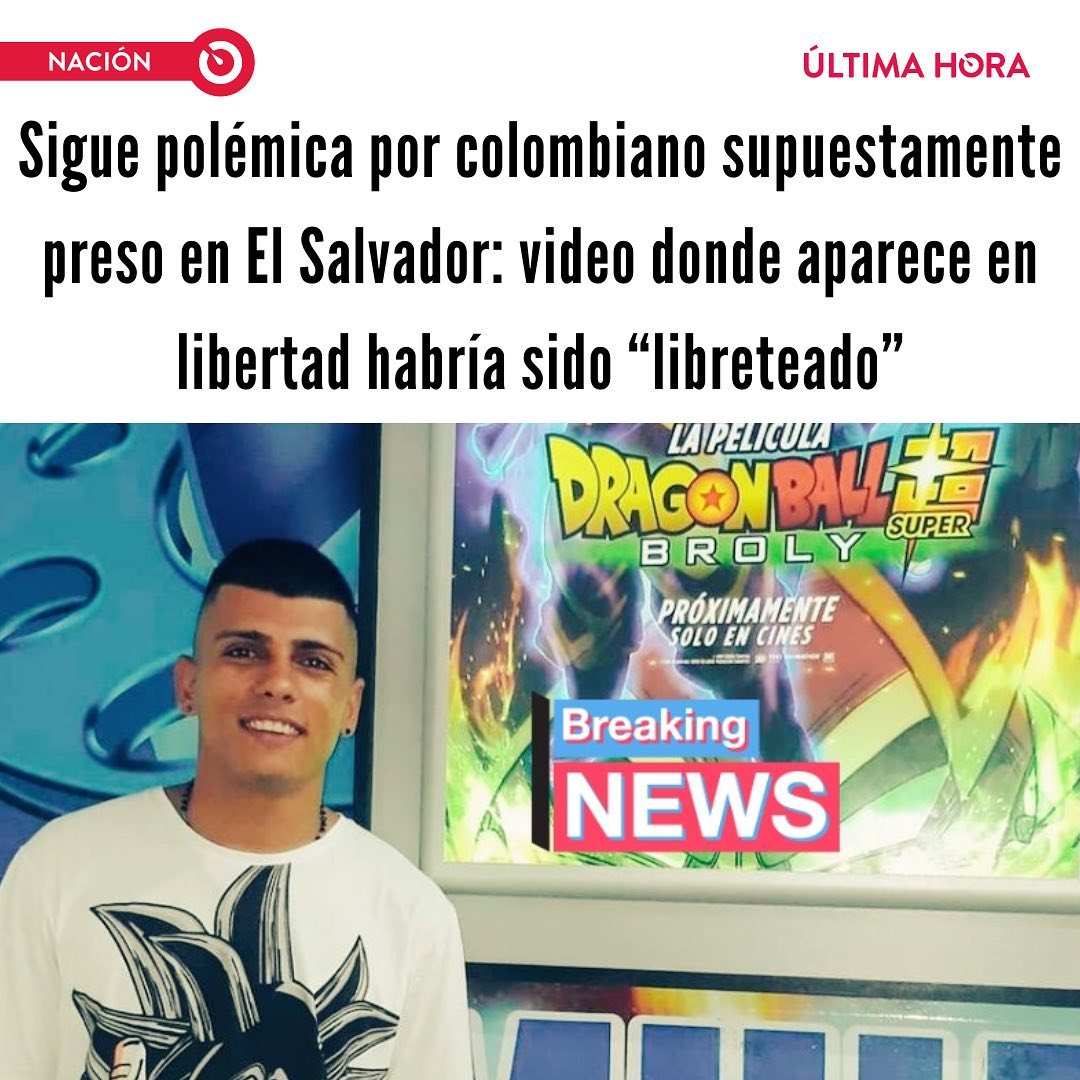 NACIÓN
ÚLTIMA HORA
Sigue polémica por colombiano supuestamente
preso en El Salvador: video donde aparece en
libertad habría sido “libreteado”
LA PELÍCULA
DRAGON BALL 超
SUPER
BROLY
PRÓXIMAMENTE
SOLO EN CINES
Breaking
NEWS